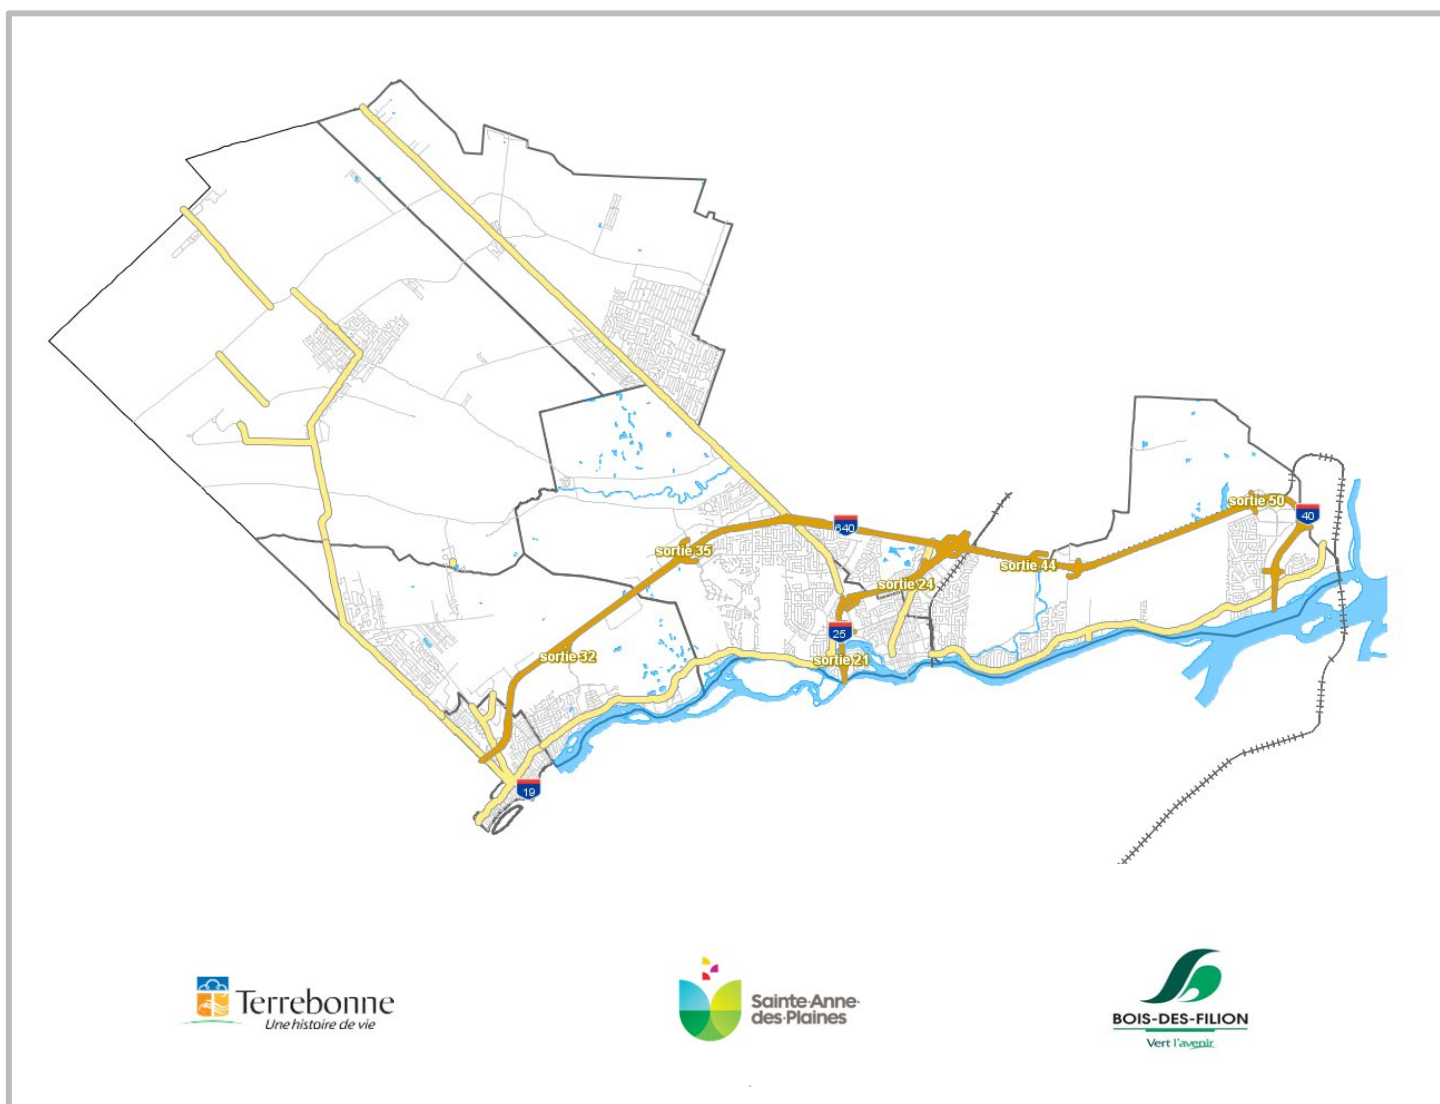 sortie 50
40
640
sortie 35
sortie 44
sortie 24
25
sortie 32
sortie 21
19
Terrebonne
Une histoire de vie
Sainte-Anne-
des-Plaines
BOIS-DES-FILION
Vert l'avenir